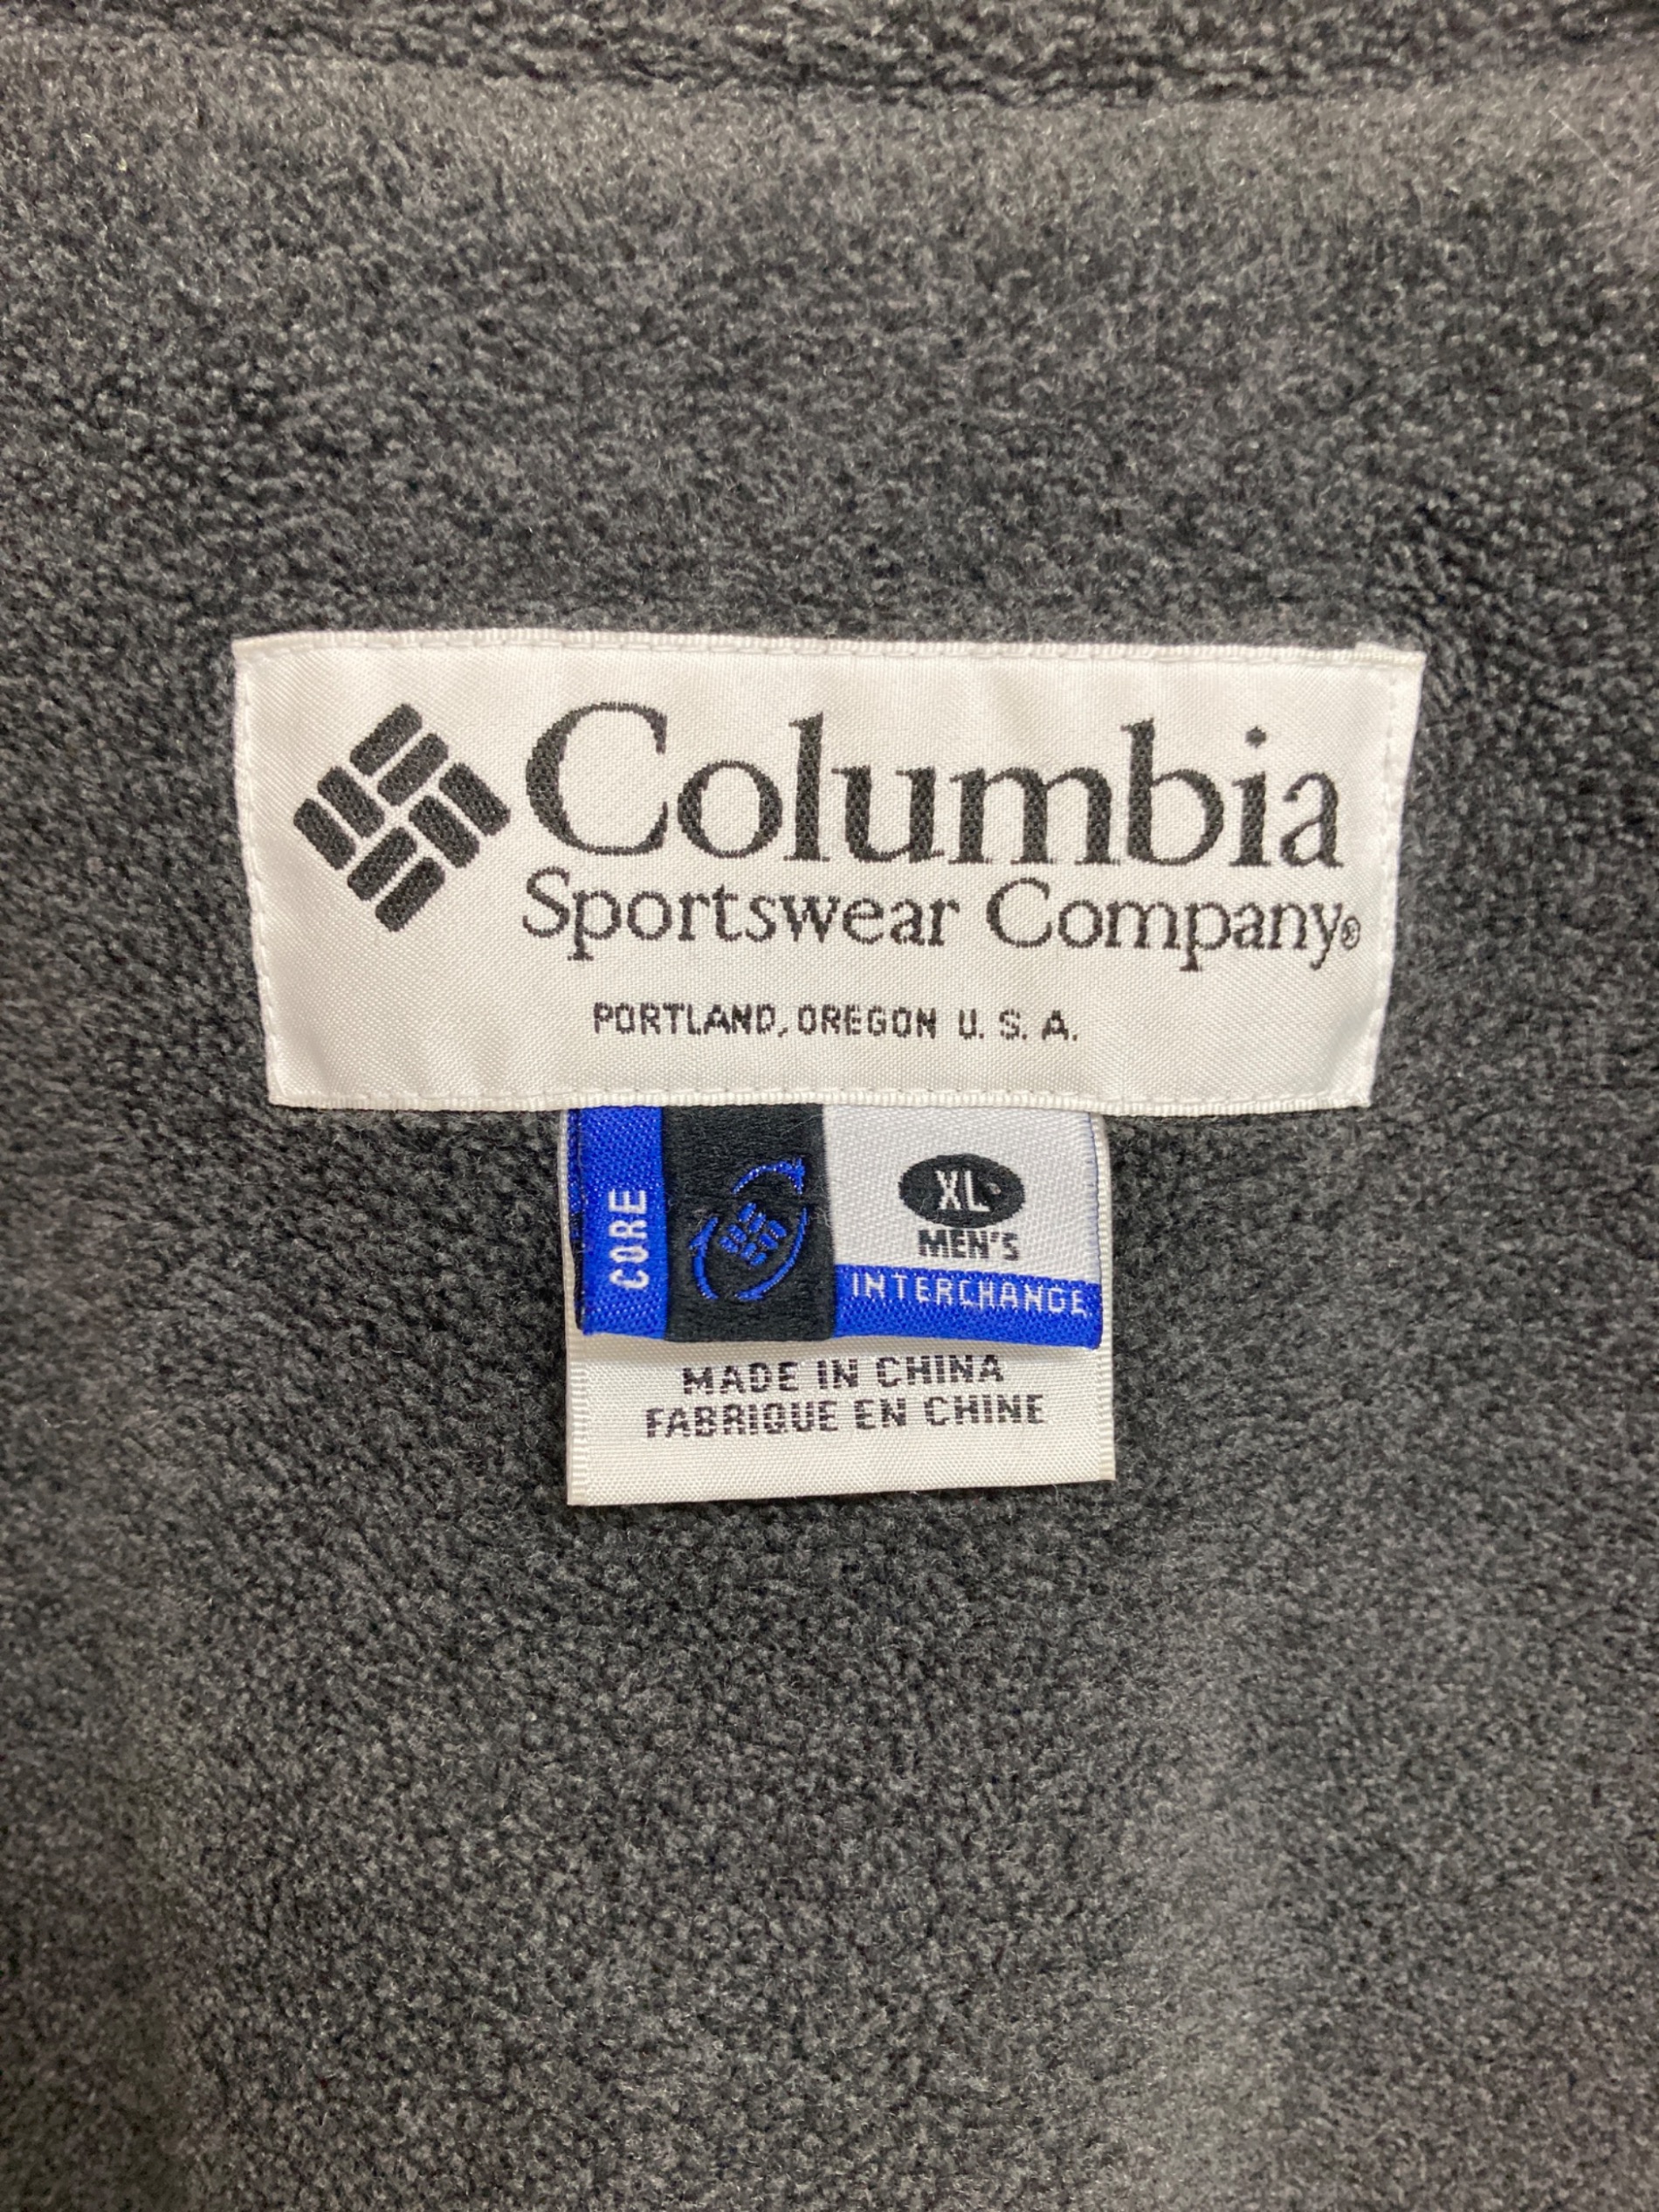 Columbia
Sportswear Company®
PORTLAND, OREGON U. S. A.
CORE
XL
MEN'S
INTERCHANGE
MADE IN CHINA
FABRIQUE EN CHINE